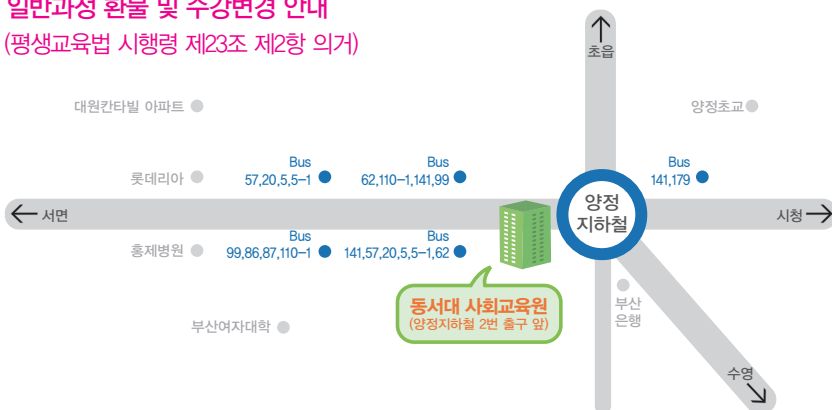 일반과정 환불 및 수강변경 안내
(평생교육법 시행령 제23조 제2항 의거)
초읍
대원칸타빌 아파트
양정초교
롯데리아
Bus
57,20,5,5-1
Bus
62,110-1,141,99
Bus
141,179
서면
양정
지하철
시청
홍제병원
Bus
99,86,87,110-1
Bus
141,57,20,5,5-1,62
동서대 사회교육원
(양정지하철 2번 출구 앞)
부산
은행
부산여자대학
수영